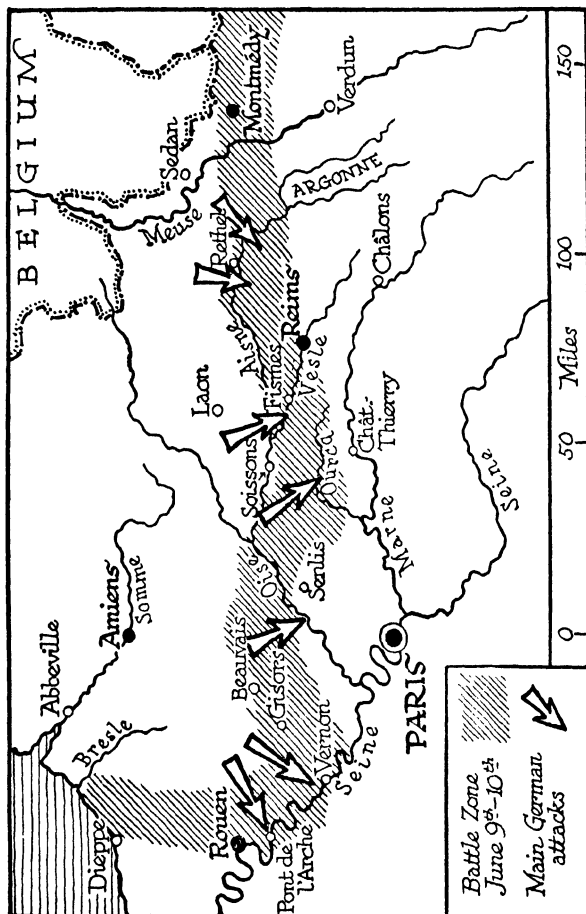 BELGIUM
Abbeville
Bresle
Dieppe
Amiens
Somme
Sedan
Meuse
Montmédy
Verdun
ARGONNE
Rethel
Aisne
Laon
Soissons
Fismes
Reims
Vesle
Ourcq
Châlons
Chât.-
Thierry
Marne
Seine
Oise
Senlis
Beauvais
Gisors
Rouen
Pont de
l'Arche
Vernon
Seine
PARIS
Battle Zone
June 9th-10th
Main German
attacks
0 50 100 150
Miles